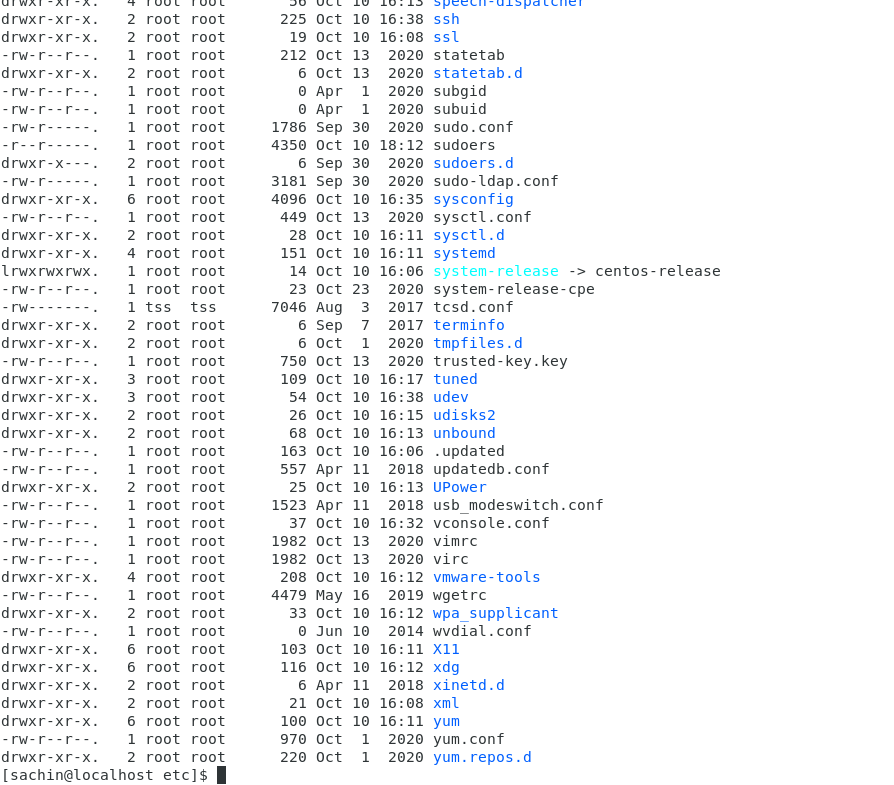 drwxr-xr-x.   4 root root       56 Oct 10 16:13 speech-dispatcher
drwxr-xr-x.   2 root root      225 Oct 10 16:38 ssh
drwxr-xr-x.   2 root root       19 Oct 10 16:08 ssl
-rw-r--r--.   1 root root      212 Oct 13  2020 statetab
drwxr-xr-x.   2 root root        6 Oct 13  2020 statetab.d
-rw-r--r--.   1 root root        0 Apr  1  2020 subgid
-rw-r--r--.   1 root root        0 Apr  1  2020 subuid
-rw-r-----.   1 root root     1786 Sep 30  2020 sudo.conf
-r--r-----.   1 root root     4350 Oct 10 18:12 sudoers
drwxr-x---.   2 root root        6 Sep 30  2020 sudoers.d
-rw-r-----.   1 root root     3181 Sep 30  2020 sudo-ldap.conf
drwxr-xr-x.   6 root root     4096 Oct 10 16:35 sysconfig
-rw-r--r--.   1 root root      449 Oct 13  2020 sysctl.conf
drwxr-xr-x.   2 root root       28 Oct 10 16:11 sysctl.d
drwxr-xr-x.   4 root root      151 Oct 10 16:11 systemd
lrwxrwxrwx.   1 root root       14 Oct 10 16:06 system-release -> centos-release
-rw-r--r--.   1 root root       23 Oct 23  2020 system-release-cpe
-rw-------.   1 tss  tss      7046 Aug  3  2017 tcsd.conf
drwxr-xr-x.   2 root root        6 Sep  7  2017 terminfo
drwxr-xr-x.   2 root root        6 Oct  1  2020 tmpfiles.d
-rw-r--r--.   1 root root      750 Oct 13  2020 trusted-key.key
drwxr-xr-x.   3 root root      109 Oct 10 16:17 tuned
drwxr-xr-x.   3 root root       54 Oct 10 16:38 udev
drwxr-xr-x.   2 root root       26 Oct 10 16:15 udisks2
drwxr-xr-x.   2 root root       68 Oct 10 16:13 unbound
-rw-r--r--.   1 root root      163 Oct 10 16:06 .updated
-rw-r--r--.   1 root root      557 Apr 11  2018 updatedb.conf
drwxr-xr-x.   2 root root       25 Oct 10 16:13 UPower
-rw-r--r--.   1 root root     1523 Apr 11  2018 usb_modeswitch.conf
-rw-r--r--.   1 root root       37 Oct 10 16:32 vconsole.conf
-rw-r--r--.   1 root root     1982 Oct 13  2020 vimrc
-rw-r--r--.   1 root root     1982 Oct 13  2020 virc
drwxr-xr-x.   4 root root      208 Oct 10 16:12 vmware-tools
-rw-r--r--.   1 root root     4479 May 16  2019 wgetrc
drwxr-xr-x.   2 root root       33 Oct 10 16:12 wpa_supplicant
-rw-r--r--.   1 root root        0 Jun 10  2014 wvdial.conf
drwxr-xr-x.   6 root root      103 Oct 10 16:11 X11
drwxr-xr-x.   6 root root      116 Oct 10 16:12 xdg
drwxr-xr-x.   2 root root        6 Apr 11  2018 xinetd.d
drwxr-xr-x.   2 root root       21 Oct 10 16:08 xml
drwxr-xr-x.   6 root root      100 Oct 10 16:11 yum
-rw-r--r--.   1 root root      970 Oct  1  2020 yum.conf
drwxr-xr-x.   2 root root      220 Oct  1  2020 yum.repos.d
[sachin@localhost etc]$